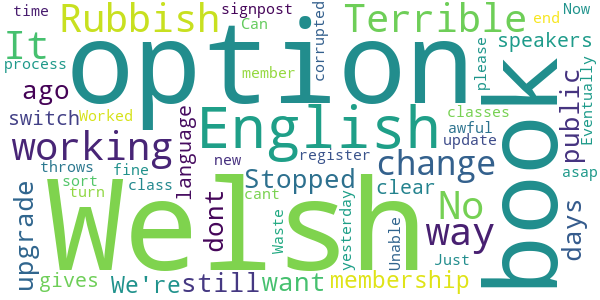 time
Rubbish
signpost
Can
corrupted
Terrible
end
Now
It
process
option
member
please
speakers
ago
switch
Worked
English
book
public
Eventually
classes
working
language
awful
update
asap
throws
fine
new
register
change
upgrade
sort
class
turn
Welsh
dont
cant
Stopped
clear
No
days
Waste
yesterday
Unable
way
gives
We're
still
want
membership
Just